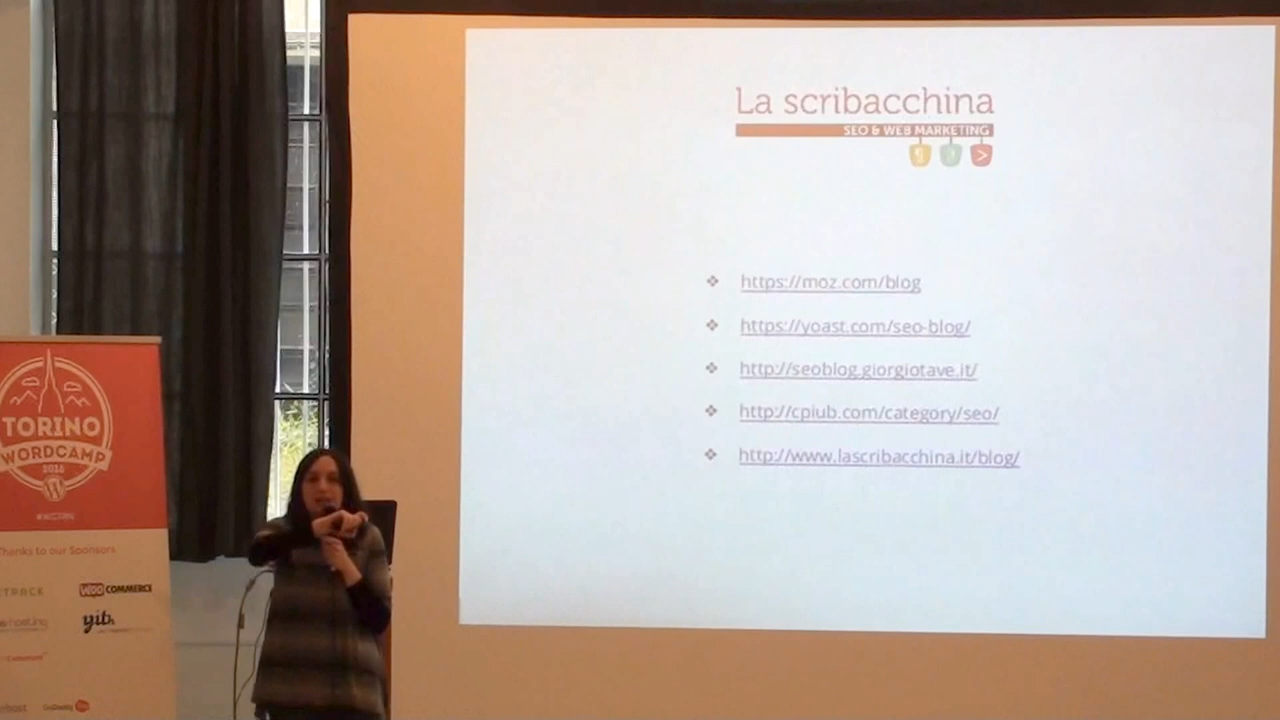 La scribacchina
SEO & WEB MARKETING
https://moz.com/blog
https://yoast.com/seo-blog/
http://seoblog.giorgiotave.it/
http://cpiub.com/category/seo/
http://www.lascribacchina.it/blog/
TORINO
WORDCAMP
2016
#WCTRN
Thanks to our Sponsors
WOO COMMERCE
yith
GoDaddy